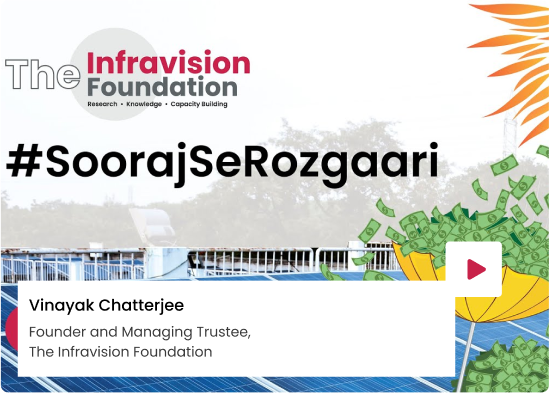 The Infravision
Foundation
Research • Knowledge • Capacity Building
#SoorajSeRozgaari
Vinayak Chatterjee
Founder and Managing Trustee,
The Infravision Foundation